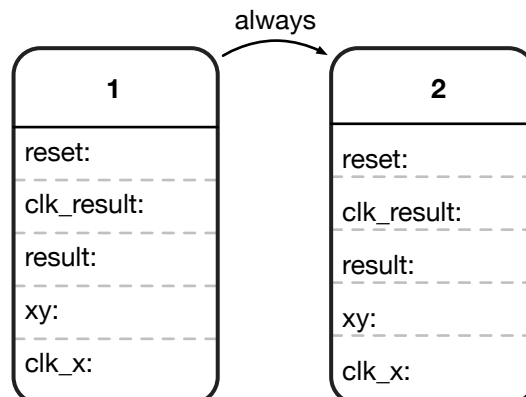 always
1
reset:
clk_result:
result:
xy:
clk_x:
2
reset:
clk_result:
result:
xy:
clk_x: